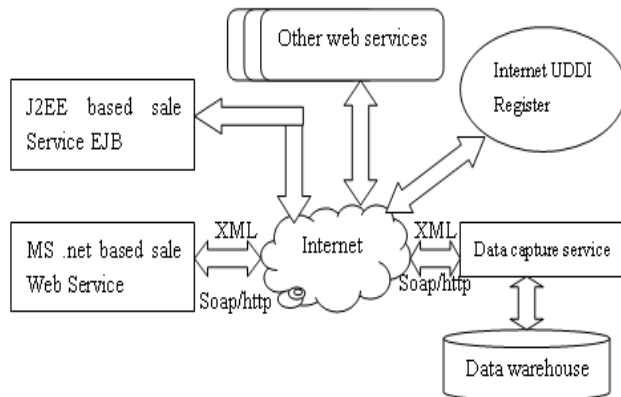 Other web services
Internet UDDI
Register
J2EE based sale
Service EJB
MS .net based sale
Web Service
XML
Soap/http
Internet
XML
Soap/http
Data capture service
Data warehouse